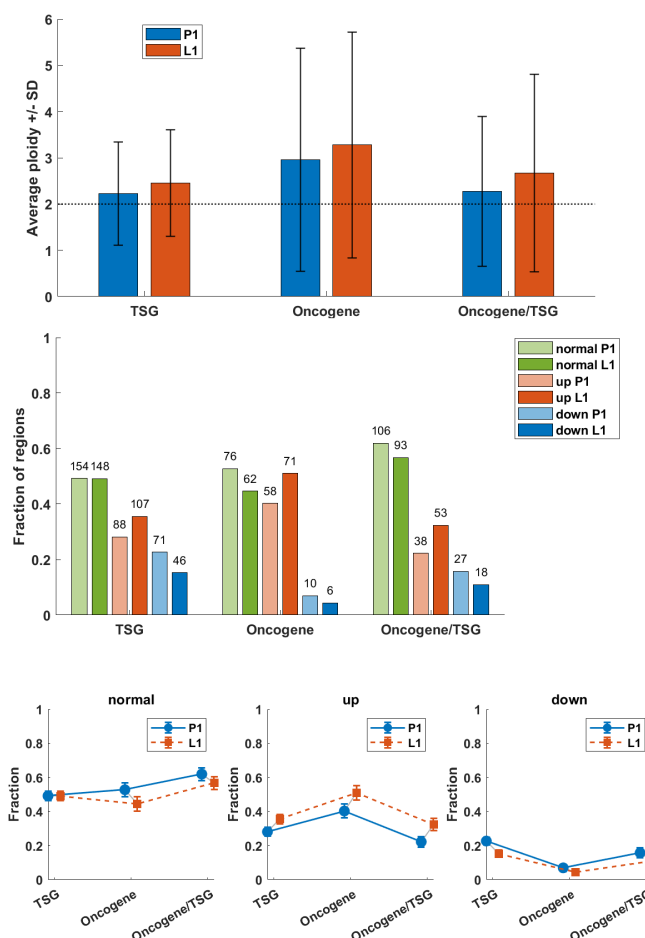 Average ploidy +/- SD
6
5
4
3
2
1
0
P1
L1
TSG
Oncogene
Oncogene/TSG
Fraction of regions
1
0.8
0.6
0.4
0.2
0
normal P1
normal L1
up P1
up L1
down P1
down L1
154 148 88 107 71 46
76 62 58 71 10 6
106 93 38 53 27 18
TSG
Oncogene
Oncogene/TSG
normal
Fraction
1
0.8
0.6
0.4
0.2
0
P1
L1
TSG
Oncogene
Oncogene/TSG
up
Fraction
1
0.8
0.6
0.4
0.2
0
P1
L1
TSG
Oncogene
Oncogene/TSG
down
Fraction
1
0.8
0.6
0.4
0.2
0
P1
L1
TSG
Oncogene
Oncogene/TSG